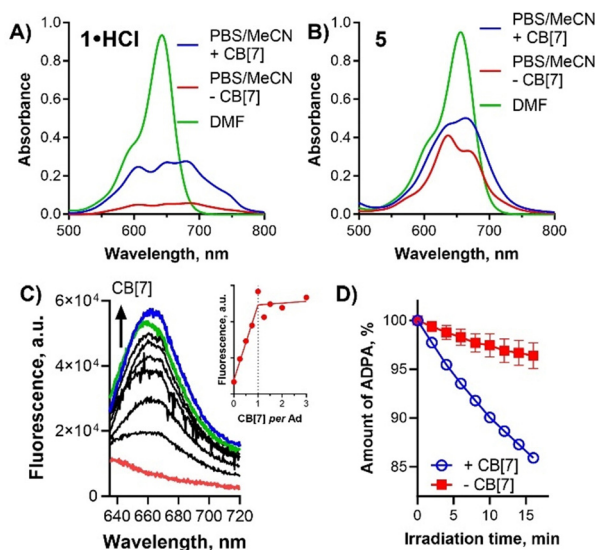 A)
1•HCl
PBS/MeCN
+ CB[7]
PBS/MeCN
- CB[7]
DMF
Absorbance
1.0
0.8
0.6
0.4
0.2
0.0
500 600 700 800
Wavelength, nm
B)
5
PBS/MeCN
+ CB[7]
PBS/MeCN
- CB[7]
DMF
Absorbance
1.0
0.8
0.6
0.4
0.2
0.0
500 600 700 800
Wavelength, nm
C)
CB[7]
Fluorescence, a.u.
6×10⁴
4×10⁴
2×10⁴
0
640 660 680 700 720
Wavelength, nm
Fluorescence, a.u.
0 1 2 3
CB[7] per Ad
D)
Amount of ADPA, %
100
95
90
85
+ CB[7]
- CB[7]
0 5 10 15
Irradiation time, min